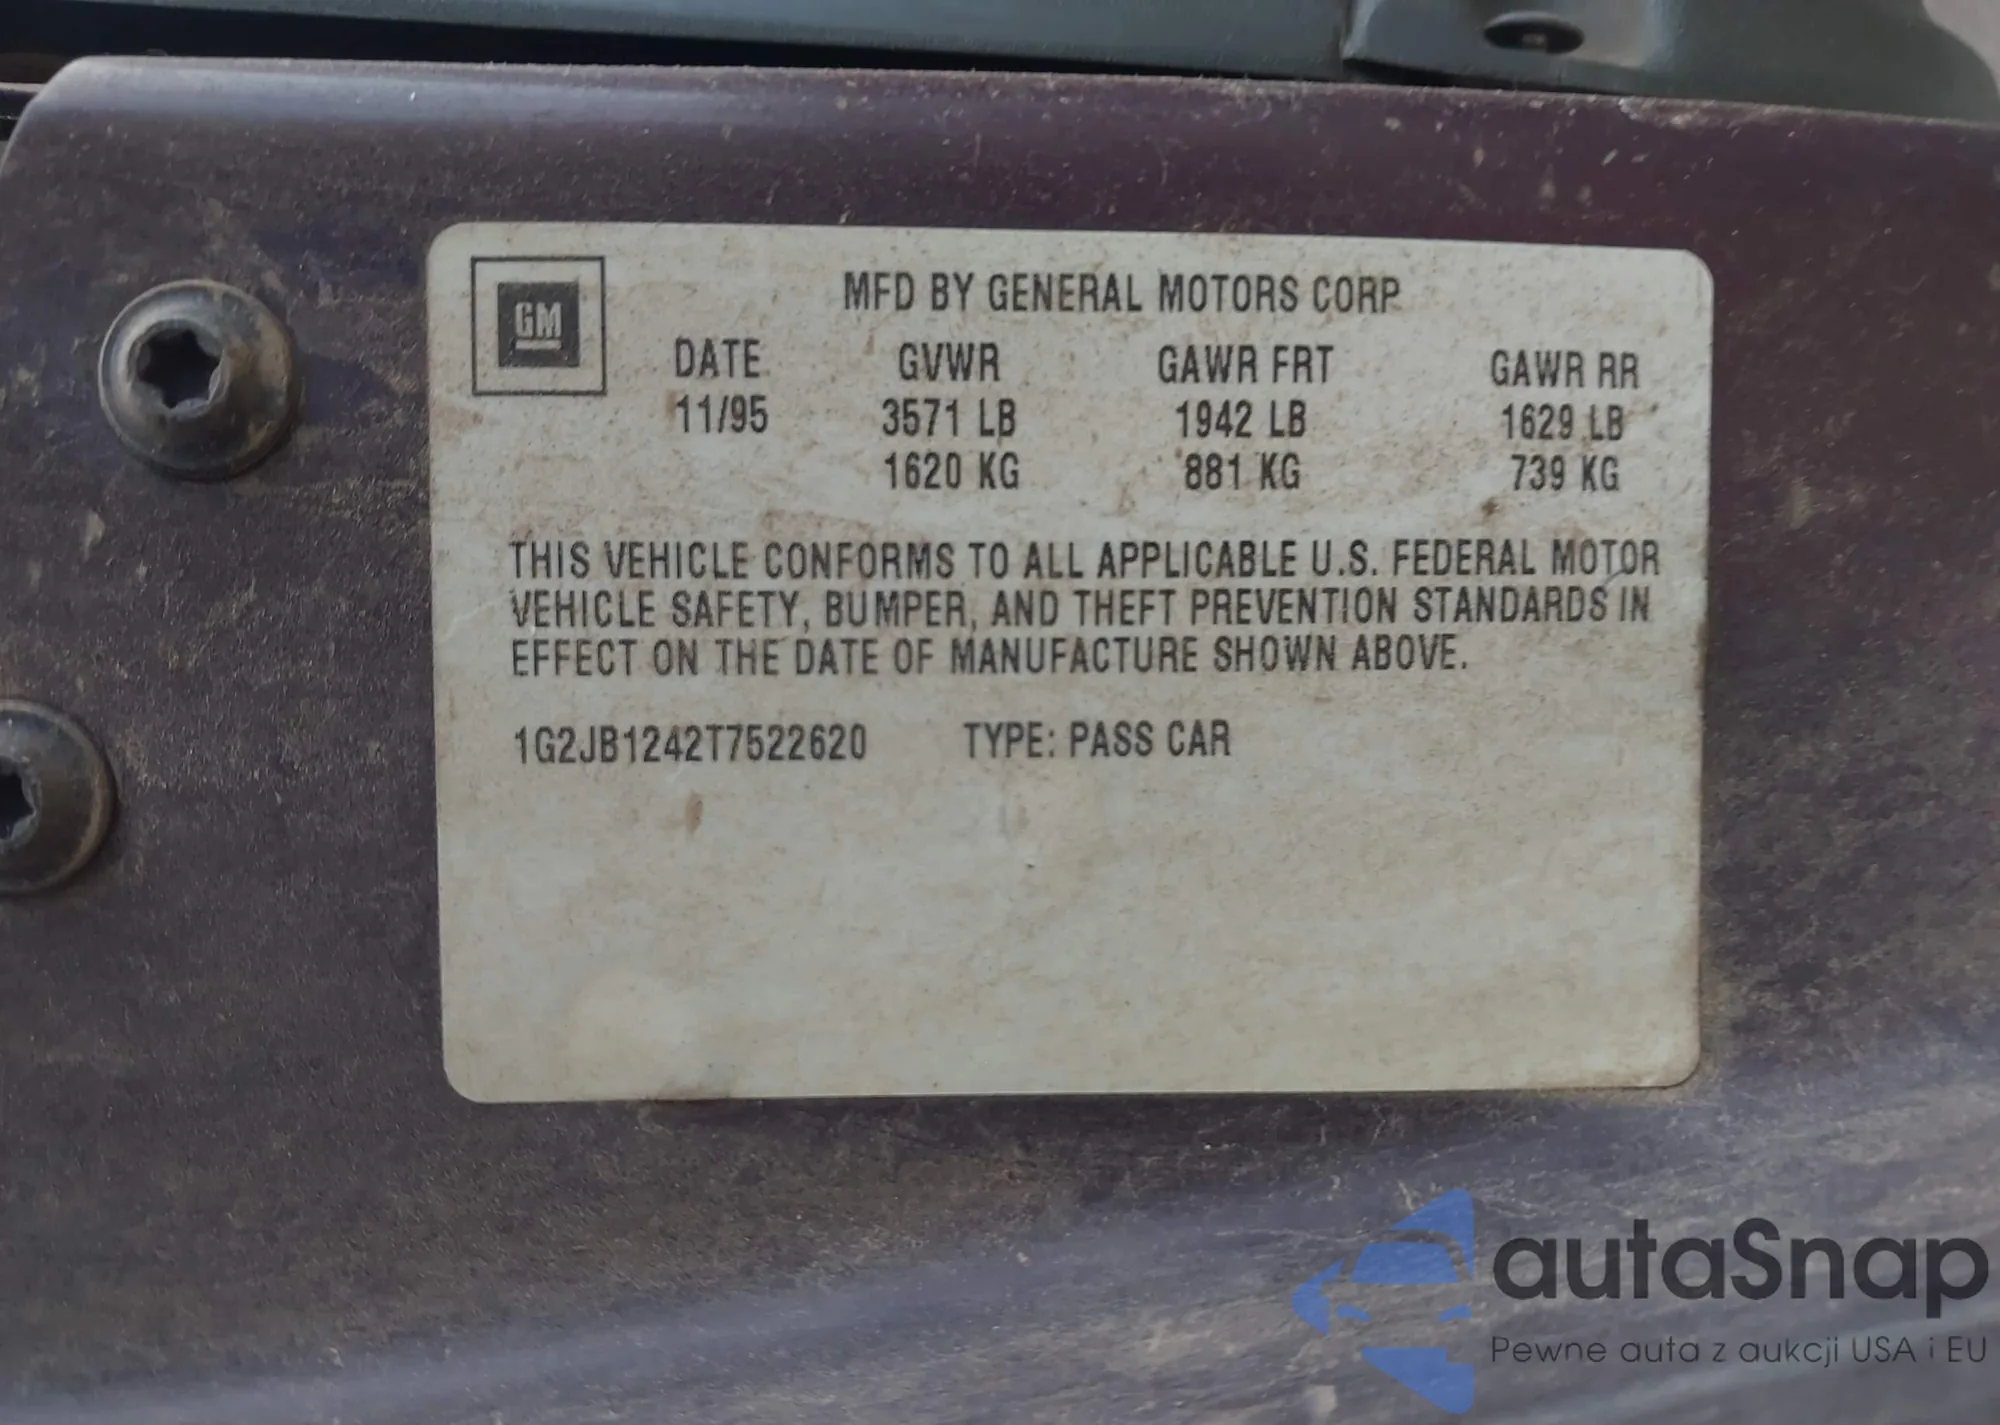 GM
MFD BY GENERAL MOTORS CORP
DATE GVWR GAWR FRT GAWR RR
11/95 3571 LB 1942 LB 1629 LB
1620 KG 881 KG 739 KG
THIS VEHICLE CONFORMS TO ALL APPLICABLE U.S. FEDERAL MOTOR
VEHICLE SAFETY, BUMPER, AND THEFT PREVENTION STANDARDS IN
EFFECT ON THE DATE OF MANUFACTURE SHOWN ABOVE.
1G2JB1242T7522620 TYPE: PASS CAR
autaSnap
Pewne auta z aukcji USA i EU